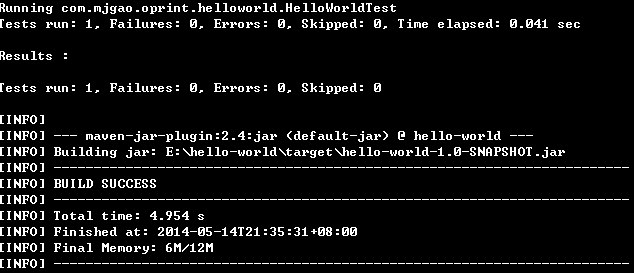 Running com.mjgao.oprint.helloworld.HelloWorldTest
Tests run: 1, Failures: 0, Errors: 0, Skipped: 0, Time elapsed: 0.041 sec
Results :
Tests run: 1, Failures: 0, Errors: 0, Skipped: 0
[INFO]
[INFO] --- maven-jar-plugin:2.4:jar (default-jar) @ hello-world ---
[INFO] Building jar: E:\hello-world\target\hello-world-1.0-SNAPSHOT.jar
[INFO] ------------------------------------------------------------------------
[INFO] BUILD SUCCESS
[INFO] ------------------------------------------------------------------------
[INFO] Total time: 4.954 s
[INFO] Finished at: 2014-05-14T21:35:31+08:00
[INFO] Final Memory: 6M/12M
[INFO] ------------------------------------------------------------------------